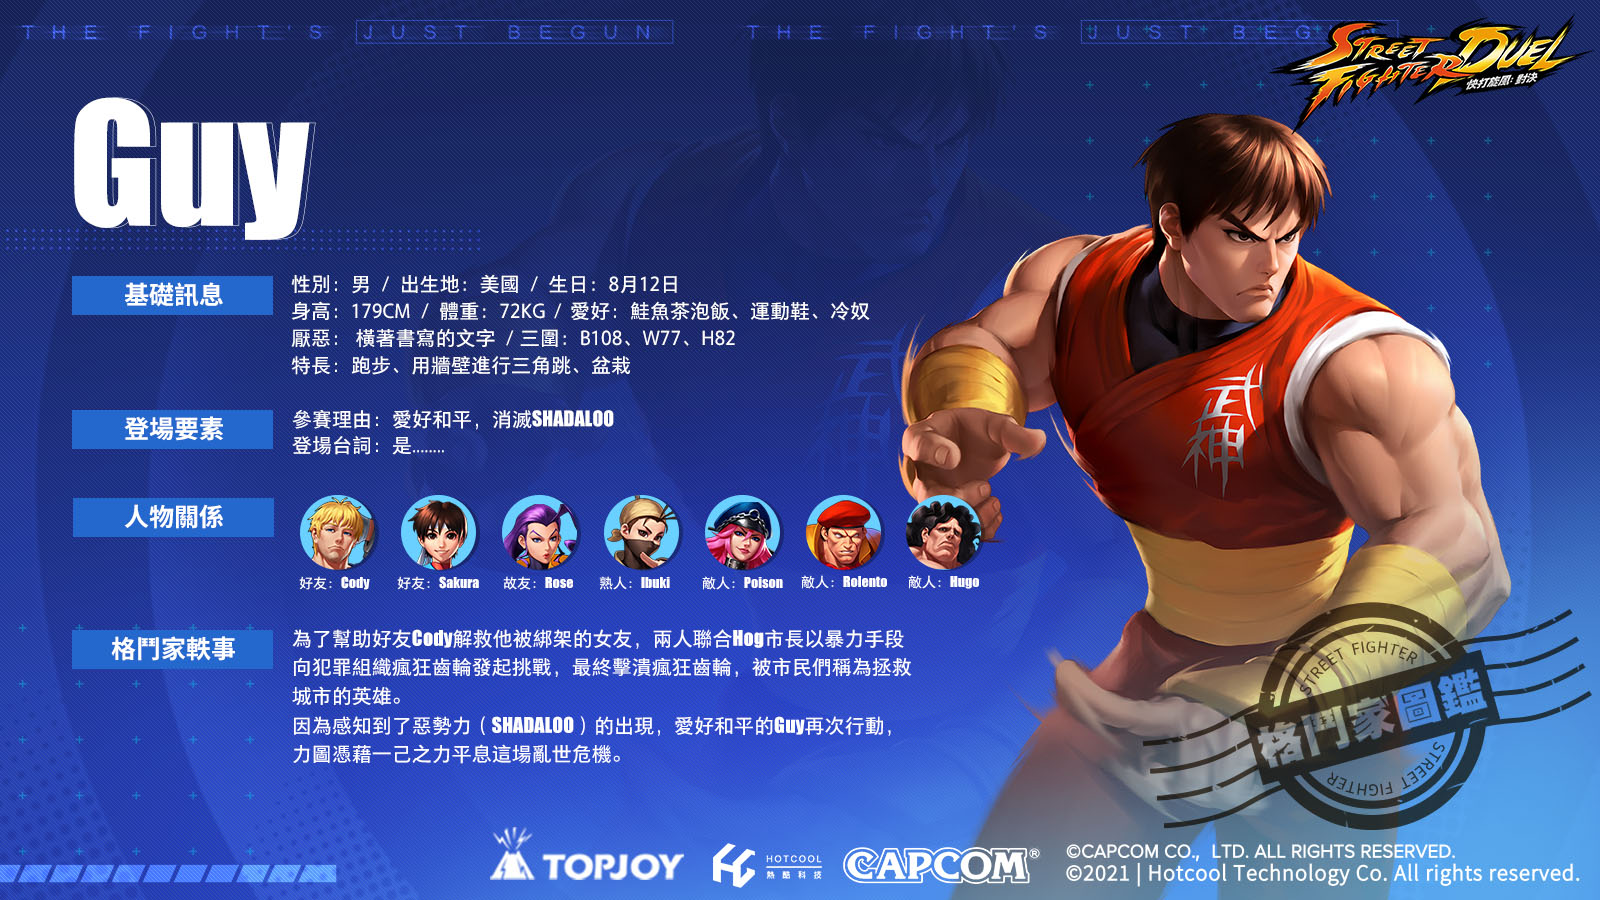 THE FIGHT'S JUST BEGUN THE FIGHT'S JUST BEGUN
STREET FIGHTER DUEL
快打旋風:對決
Guy
基礎訊息
性別：男 / 出生地：美國 / 生日：8月12日
身高：179CM / 體重：72KG / 愛好：鮭魚茶泡飯、運動鞋、冷奴
厭惡： 橫著書寫的文字 / 三圍：B108、W77、H82
特長：跑步、用牆壁進行三角跳、盆栽
武神
登場要素
參賽理由：愛好和平，消滅SHADALOO
登場台詞：是........
人物關係
好友：Cody
好友：Sakura
故友：Rose
熟人：Ibuki
敵人：Poison
敵人：Rolento
敵人：Hugo
格鬥家軼事
為了幫助好友Cody解救他被綁架的女友，兩人聯合Hog市長以暴力手段
向犯罪組織瘋狂齒輪發起挑戰，最終擊潰瘋狂齒輪，被市民們稱為拯救
城市的英雄。
因為感知到了惡勢力（SHADALOO）的出現，愛好和平的Guy再次行動，
力圖憑藉一己之力平息這場亂世危機。
STREET FIGHTER
格鬥家圖鑑
STREET FIGHTER
TOPJOY
HOTCOOL
熱酷科技
CAPCOM®
©CAPCOM CO., LTD. ALL RIGHTS RESERVED.
©2021 | Hotcool Technology Co. All rights reserved.